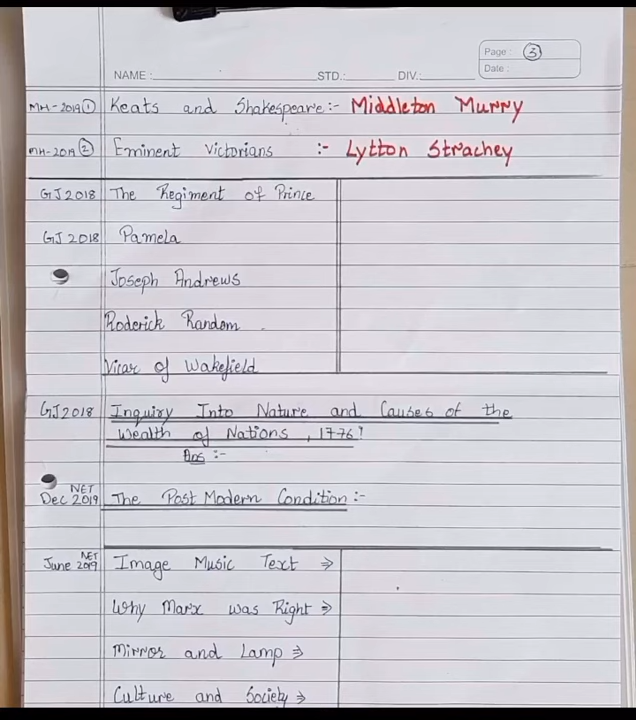 Page : 3
Date :
NAME : STD.: DIV.:
MH-2019 1 Keats and Shakespeare:- Middleton Murry
MH-2019 2 Eminent Victorians :- Lytton Strachey
GJ 2018 The Regiment of Prince
GJ 2018 Pamela
Joseph Andrews
Roderick Random
Vicar of Wakefield
GJ 2018 Inquiry Into Nature and Causes of the
Wealth of Nations, 1776?
Ans :-
NET
Dec 2019 The Post Modern Condition :-
NET
June 2019 Image Music Text ⇒
Why Marx was Right ⇒
Mirror and Lamp ⇒
Culture and Society ⇒